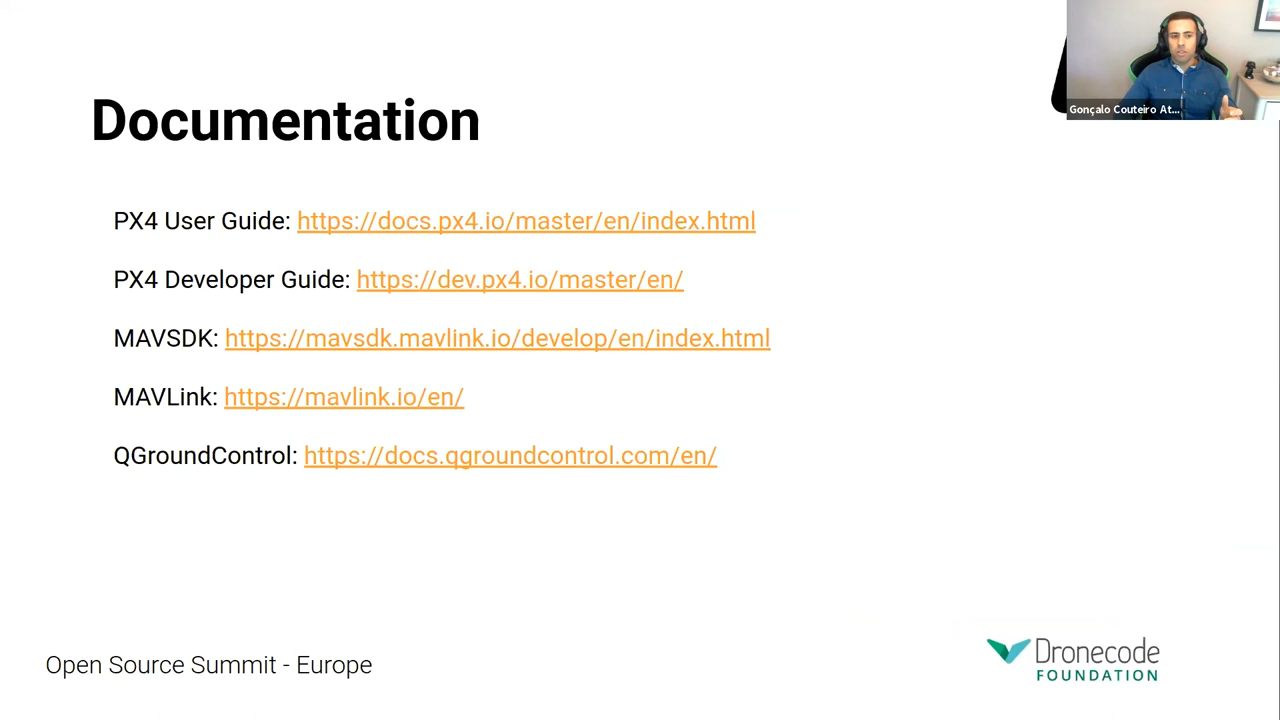 Documentation
Gonçalo Couteiro At...
PX4 User Guide: https://docs.px4.io/master/en/index.html
PX4 Developer Guide: https://dev.px4.io/master/en/
MAVSDK: https://mavsdk.mavlink.io/develop/en/index.html
MAVLink: https://mavlink.io/en/
QGroundControl: https://docs.qgroundcontrol.com/en/
Open Source Summit - Europe
Dronecode
FOUNDATION